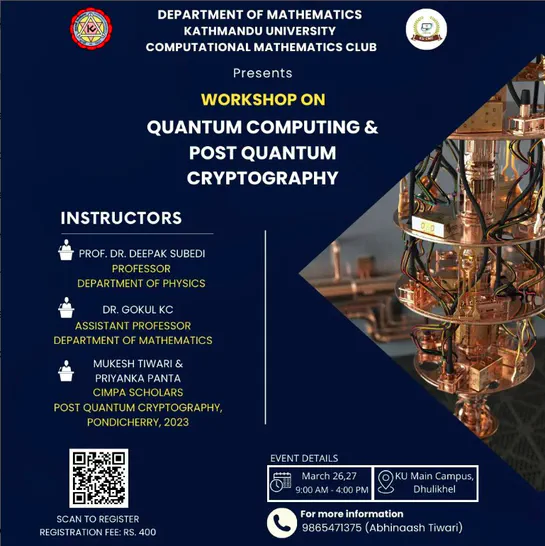 DEPARTMENT OF MATHEMATICS
KATHMANDU UNIVERSITY
COMPUTATIONAL MATHEMATICS CLUB
Presents
WORKSHOP ON
QUANTUM COMPUTING &
POST QUANTUM
CRYPTOGRAPHY
INSTRUCTORS
PROF. DR. DEEPAK SUBEDI
PROFESSOR
DEPARTMENT OF PHYSICS
DR. GOKUL KC
ASSISTANT PROFESSOR
DEPARTMENT OF MATHEMATICS
MUKESH TIWARI &
PRIYANKA PANTA
CIMPA SCHOLARS
POST QUANTUM CRYPTOGRAPHY,
PONDICHERRY, 2023
SCAN TO REGISTER
REGISTRATION FEE: RS. 400
EVENT DETAILS
March 26,27
9:00 AM - 4:00 PM
KU Main Campus,
Dhulikhel
For more information
9865471375 (Abhinaash Tiwari)